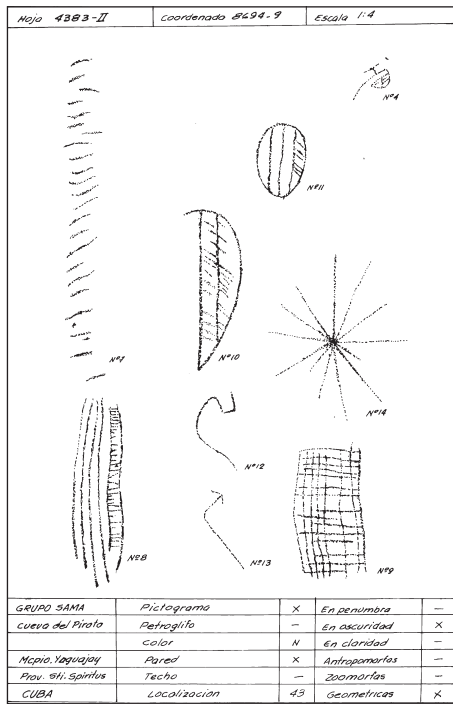 Hoja 4383-II Coordenada 8694-9 Escala 1:4
Nº4
Nº11
Nº7
Nº10
Nº14
Nº12
Nº8
Nº13
Nº9
GRUPO SAMA Pictograma X En penumbra —
Cueva del Pirata Petroglifo — En oscuridad X
Color N En claridad —
Mcpio. Yaguajay Pared X Antropomorfas —
Prov. Sti. Spiritus Techo — Zoomorfas —
CUBA Localizacion 43 Geometricas X